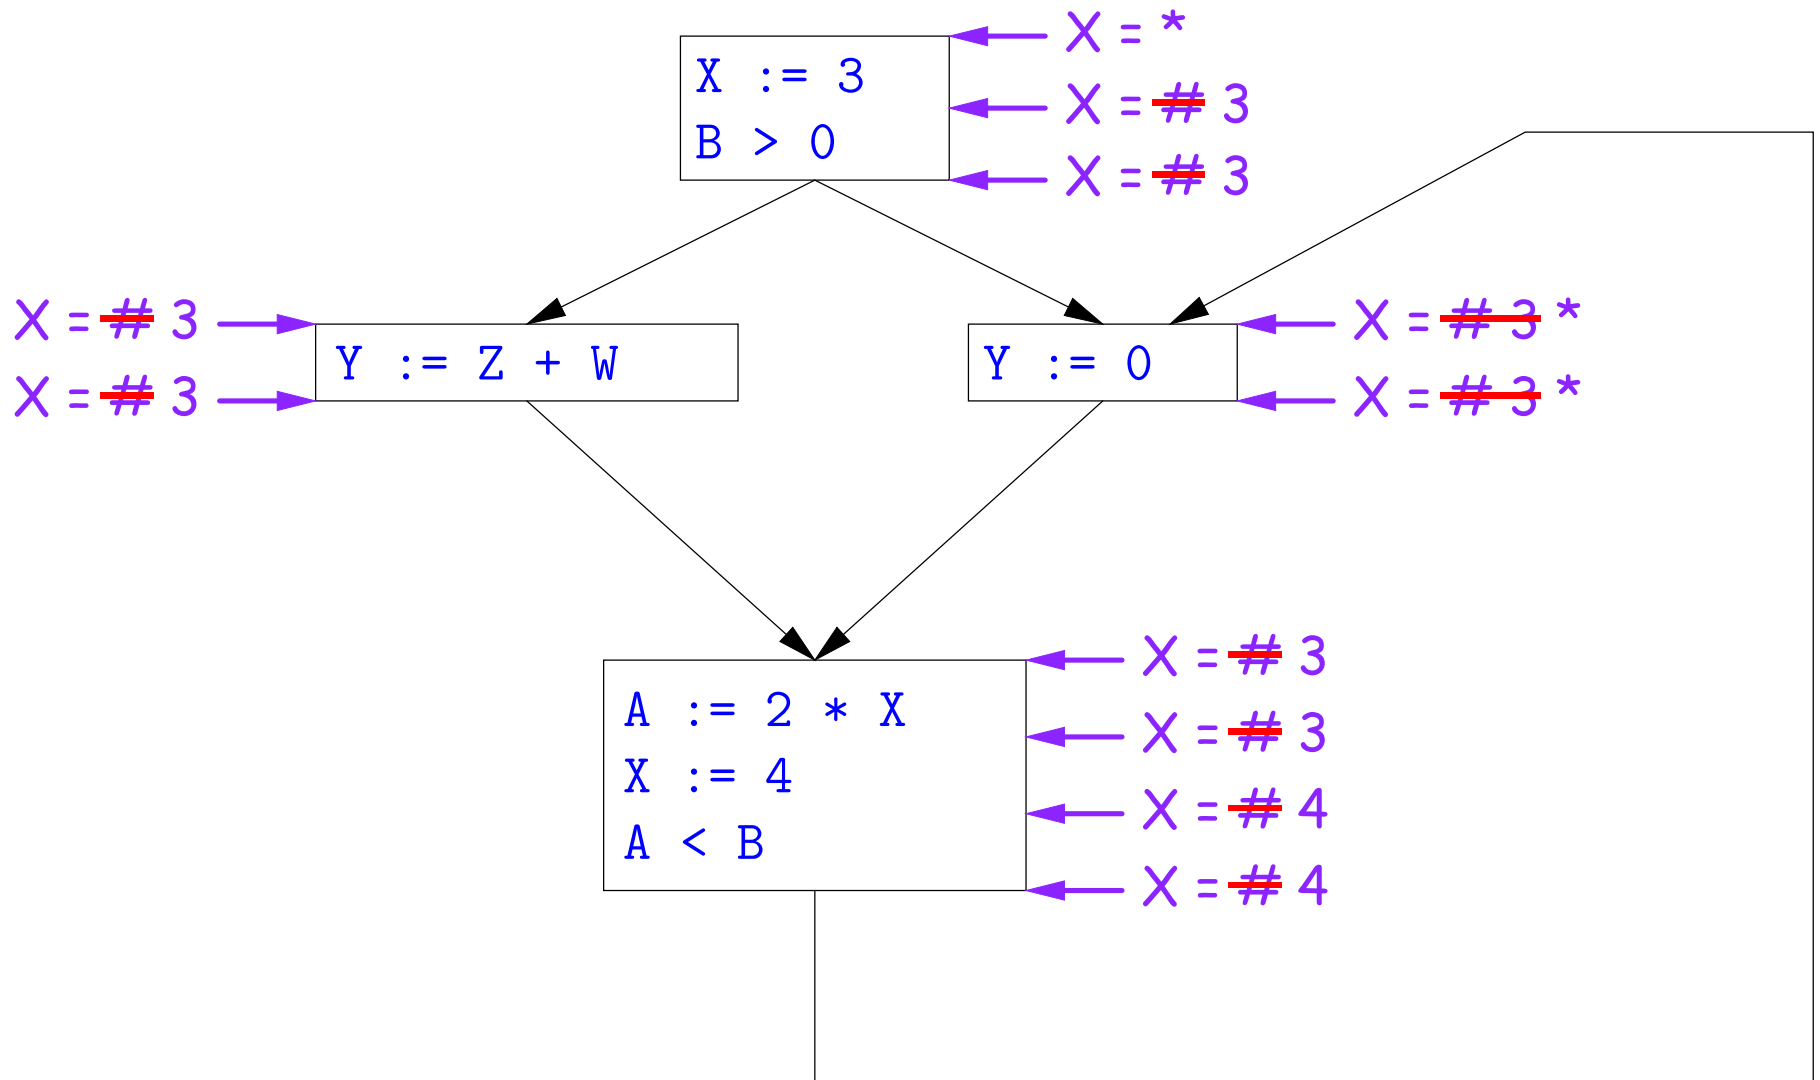 X = *
X := 3
X = # 3
B > 0
X = # 3
X = # 3
Y := Z + W
X = # 3
X = # 3 *
Y := 0
X = # 3 *
X = # 3
A := 2 * X
X = # 3
X := 4
X = # 4
A < B
X = # 4